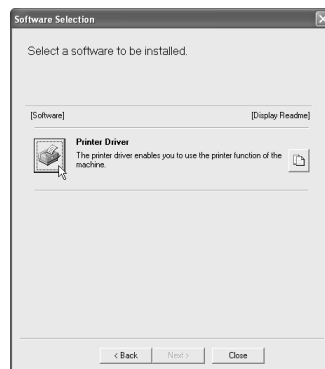 Software Selection
Select a software to be installed.
[Software] [Display Readme]
Printer Driver
The printer driver enables you to use the printer function of the
machine.
< Back Next > Close